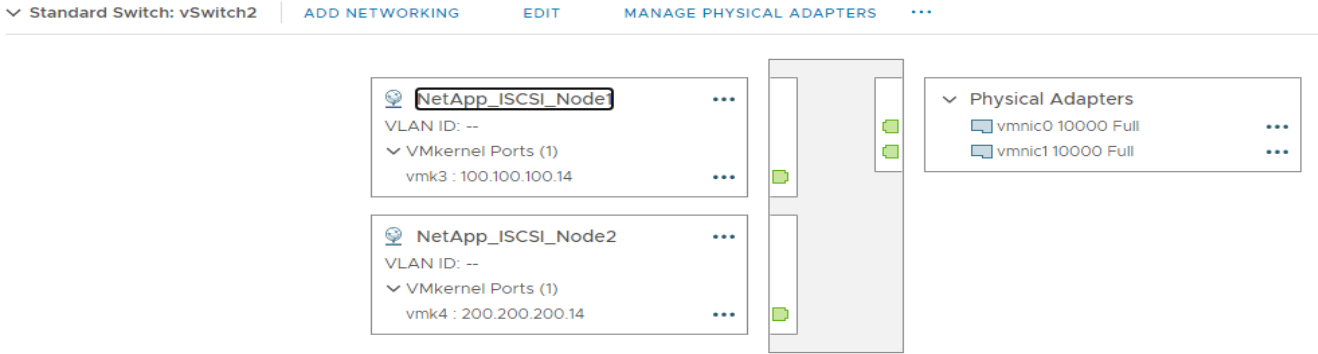 Standard Switch: vSwitch2 ADD NETWORKING EDIT MANAGE PHYSICAL ADAPTERS ...
NetApp_ISCSI_Node1 ...
VLAN ID: --
VMkernel Ports (1)
vmk3 : 100.100.100.14 ...
NetApp_ISCSI_Node2 ...
VLAN ID: --
VMkernel Ports (1)
vmk4 : 200.200.200.14 ...
Physical Adapters
vmnic0 10000 Full ...
vmnic1 10000 Full ...